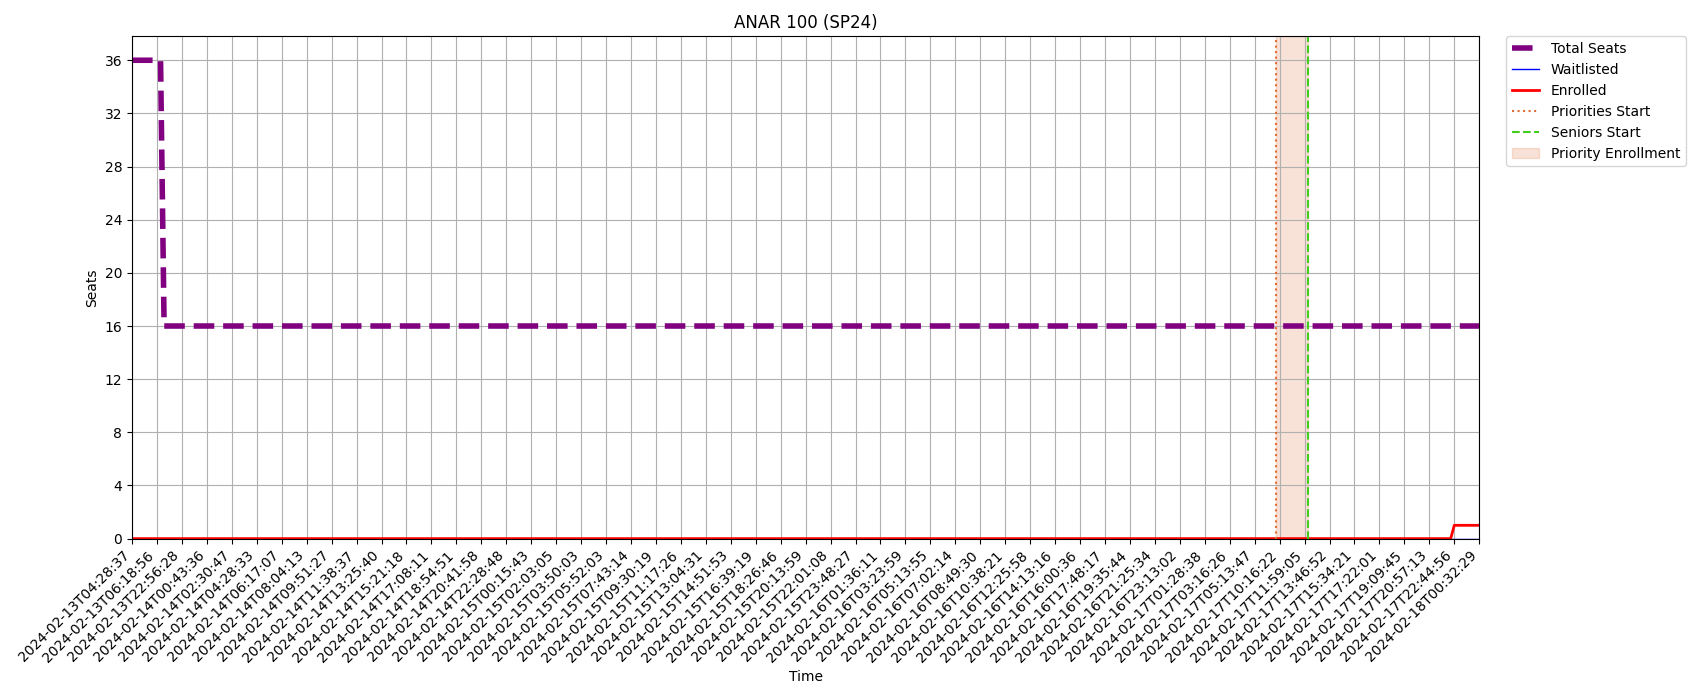 ANAR 100 (SP24)
Total Seats
Waitlisted
Enrolled
Priorities Start
Seniors Start
Priority Enrollment
Seats
36
32
28
24
20
16
12
8
4
0
2024-02-13T04:28:37
2024-02-13T06:18:56
2024-02-13T22:56:28
2024-02-14T00:43:36
2024-02-14T02:30:47
2024-02-14T04:28:33
2024-02-14T06:17:07
2024-02-14T08:04:13
2024-02-14T09:51:27
2024-02-14T11:38:37
2024-02-14T13:25:40
2024-02-14T15:21:18
2024-02-14T17:08:11
2024-02-14T18:54:51
2024-02-14T20:41:58
2024-02-14T22:28:48
2024-02-15T00:15:43
2024-02-15T02:03:05
2024-02-15T03:50:03
2024-02-15T05:52:03
2024-02-15T07:43:14
2024-02-15T09:30:19
2024-02-15T11:17:26
2024-02-15T13:04:31
2024-02-15T14:51:53
2024-02-15T16:39:19
2024-02-15T18:26:46
2024-02-15T20:13:59
2024-02-15T22:01:08
2024-02-15T23:48:27
2024-02-16T01:36:11
2024-02-16T03:23:59
2024-02-16T05:13:55
2024-02-16T07:02:14
2024-02-16T08:49:30
2024-02-16T10:38:21
2024-02-16T12:25:58
2024-02-16T14:13:16
2024-02-16T16:00:36
2024-02-16T17:48:17
2024-02-16T19:35:44
2024-02-16T21:25:34
2024-02-16T23:13:02
2024-02-17T01:28:38
2024-02-17T03:16:26
2024-02-17T05:13:47
2024-02-17T10:16:22
2024-02-17T11:59:05
2024-02-17T13:46:52
2024-02-17T15:34:21
2024-02-17T17:22:01
2024-02-17T19:09:45
2024-02-17T20:57:13
2024-02-17T22:44:56
2024-02-18T00:32:29
Time